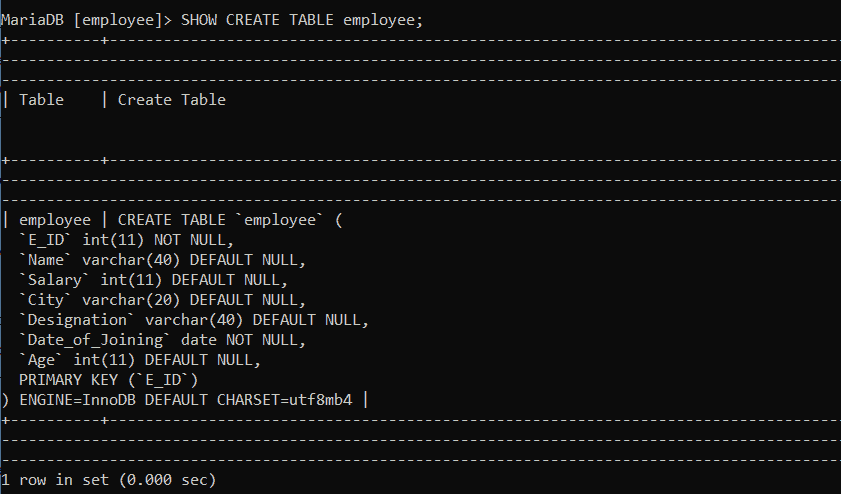 MariaDB [employee]> SHOW CREATE TABLE employee;
+----------+----------------------------------------------------------------------------------
----------------------------------------------------------------------------------------------
----------------------------------------------------------------------------------------------
| Table    | Create Table
+----------+----------------------------------------------------------------------------------
----------------------------------------------------------------------------------------------
----------------------------------------------------------------------------------------------
| employee | CREATE TABLE `employee` (
  `E_ID` int(11) NOT NULL,
  `Name` varchar(40) DEFAULT NULL,
  `Salary` int(11) DEFAULT NULL,
  `City` varchar(20) DEFAULT NULL,
  `Designation` varchar(40) DEFAULT NULL,
  `Date_of_Joining` date NOT NULL,
  `Age` int(11) DEFAULT NULL,
  PRIMARY KEY (`E_ID`)
) ENGINE=InnoDB DEFAULT CHARSET=utf8mb4 |
+----------+----------------------------------------------------------------------------------
----------------------------------------------------------------------------------------------
----------------------------------------------------------------------------------------------
1 row in set (0.000 sec)